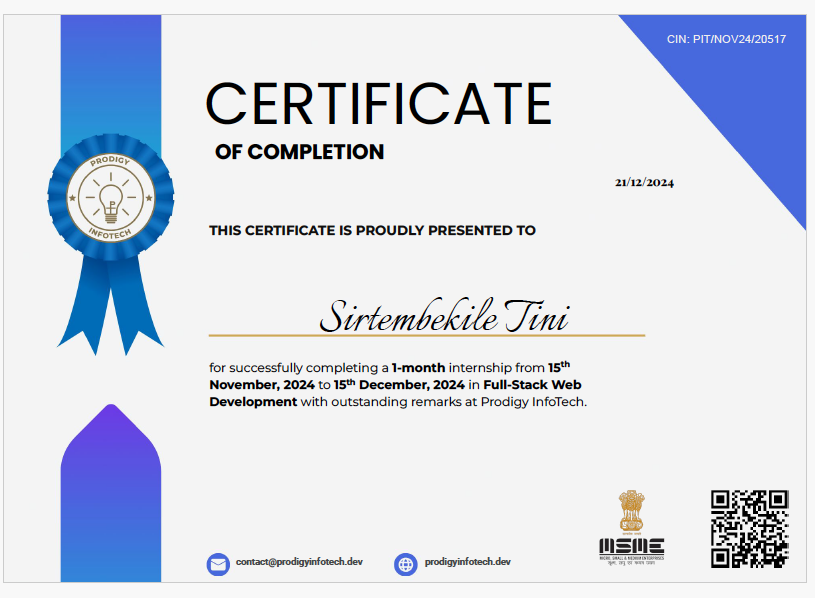 CIN: PIT/NOV24/20517
CERTIFICATE
OF COMPLETION
21/12/2024
PRODIGY
P
INFOTECH
THIS CERTIFICATE IS PROUDLY PRESENTED TO
Sirtembekile Tini
for successfully completing a 1-month internship from 15th
November, 2024 to 15th December, 2024 in Full-Stack Web
Development with outstanding remarks at Prodigy InfoTech.
MSME
MICRO, SMALL & MEDIUM ENTERPRISES
सूक्ष्म, लघु एवं मध्यम उद्यम
contact@prodigyinfotech.dev
prodigyinfotech.dev